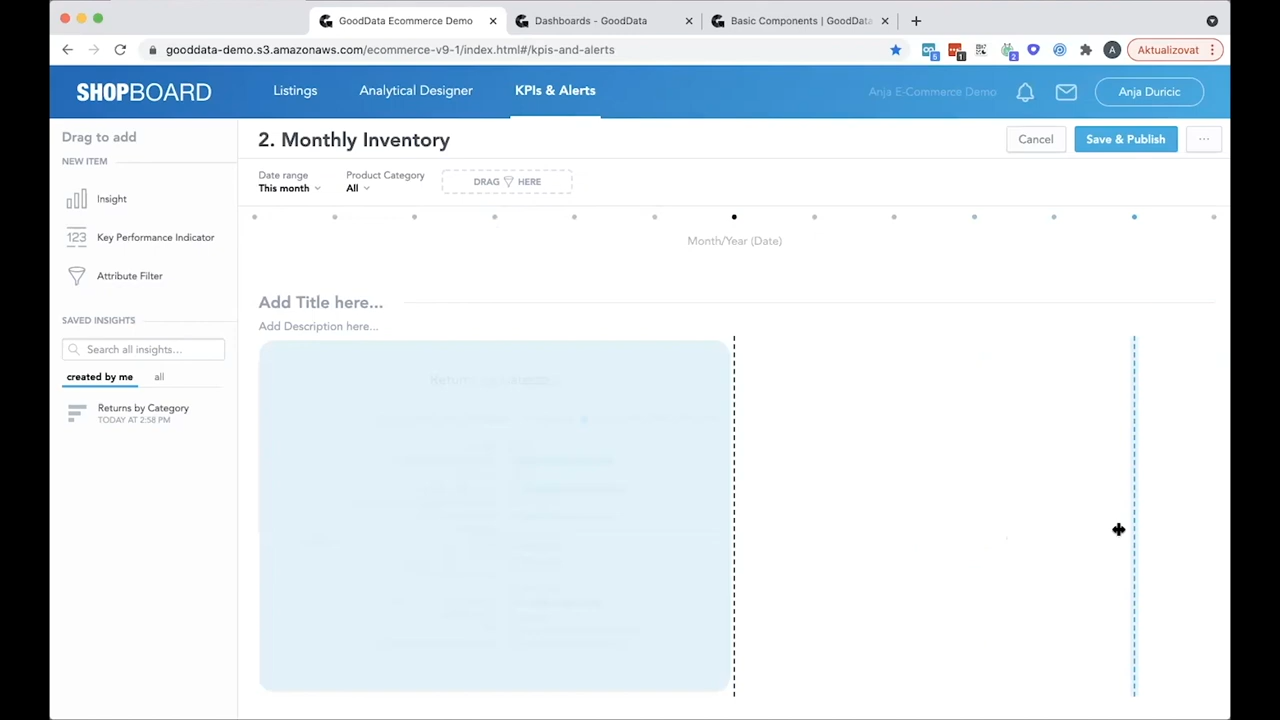 GoodData Ecommerce Demo
Dashboards - GoodData
Basic Components | GoodData
gooddata-demo.s3.amazonaws.com/ecommerce-v9-1/index.html#/kpis-and-alerts
5
1
2
A
Aktualizovat
SHOPBOARD
Listings
Analytical Designer
KPIs & Alerts
Anja E-Commerce Demo
Anja Duricic
Drag to add
NEW ITEM
Insight
123 Key Performance Indicator
Attribute Filter
SAVED INSIGHTS
Search all insights...
created by me
all
Returns by Category
TODAY AT 2:58 PM
2. Monthly Inventory
Cancel
Save & Publish
Date range
This month
Product Category
All
DRAG HERE
Month/Year (Date)
Add Title here...
Add Description here...